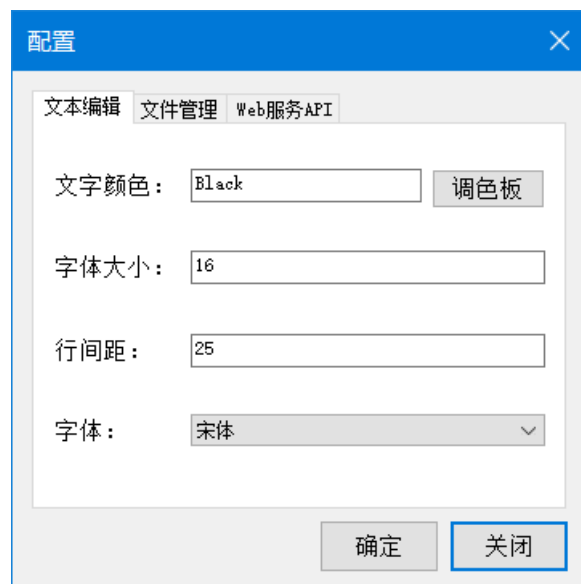 配置
文本编辑 文件管理 Web服务API
文字颜色： Black 调色板
字体大小： 16
行间距： 25
字体： 宋体
确定 关闭